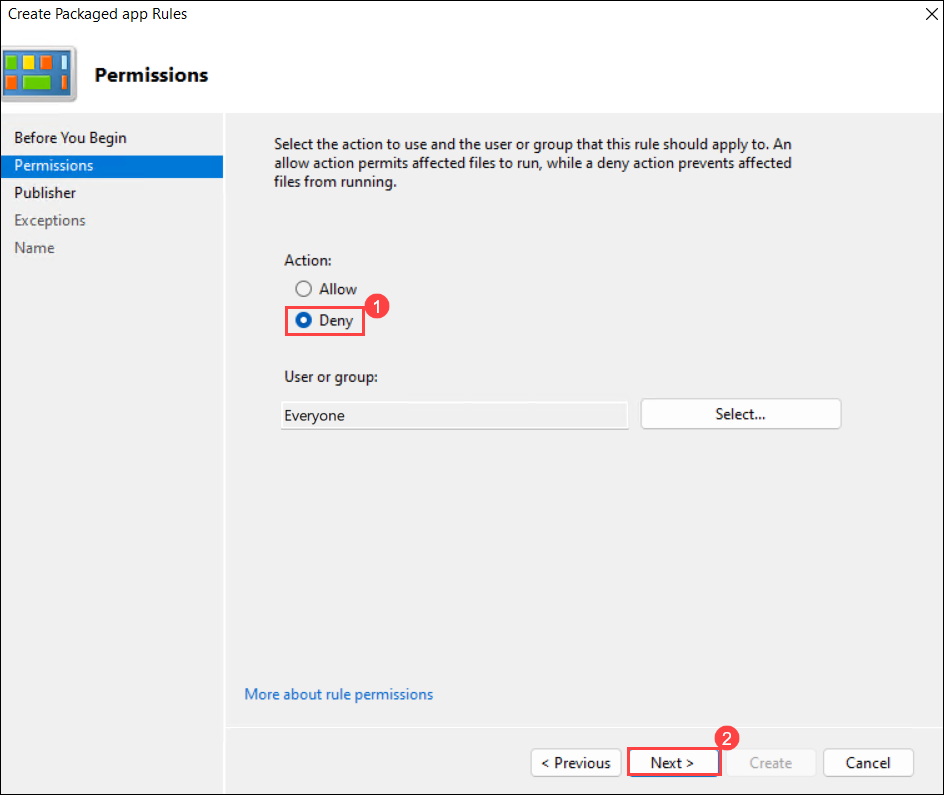 Create Packaged app Rules
Permissions
Before You Begin
Permissions
Publisher
Exceptions
Name
Select the action to use and the user or group that this rule should apply to. An
allow action permits affected files to run, while a deny action prevents affected
files from running.
Action:
Allow
1
Deny
User or group:
Everyone
Select...
More about rule permissions
2
< Previous
Next >
Create
Cancel